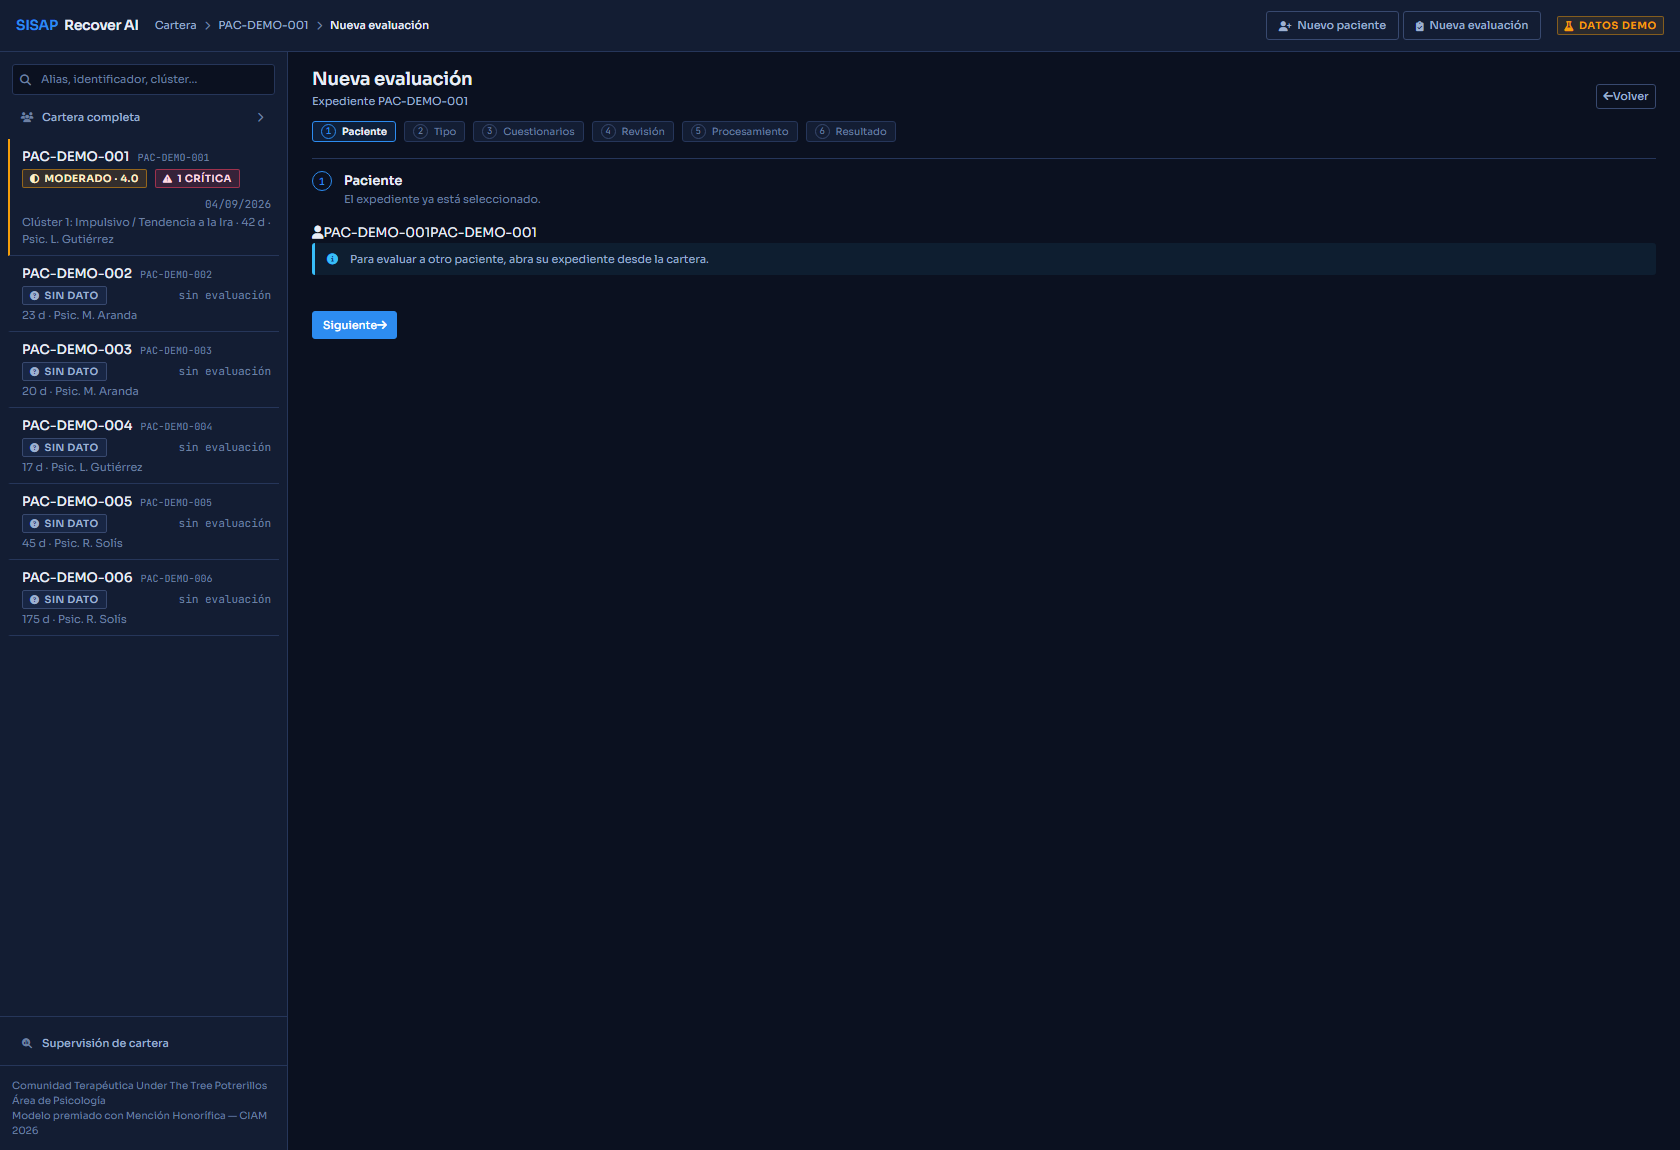 SISAP Recover AI Cartera PAC-DEMO-001 Nueva evaluación
Nuevo paciente
Nueva evaluación
DATOS DEMO
Alias, identificador, clúster...
Cartera completa
PAC-DEMO-001 PAC-DEMO-001
MODERADO · 4.0 1 CRÍTICA
04/09/2026
Clúster 1: Impulsivo / Tendencia a la Ira · 42 d ·
Psic. L. Gutiérrez
PAC-DEMO-002 PAC-DEMO-002
SIN DATO sin evaluación
23 d · Psic. M. Aranda
PAC-DEMO-003 PAC-DEMO-003
SIN DATO sin evaluación
20 d · Psic. M. Aranda
PAC-DEMO-004 PAC-DEMO-004
SIN DATO sin evaluación
17 d · Psic. L. Gutiérrez
PAC-DEMO-005 PAC-DEMO-005
SIN DATO sin evaluación
45 d · Psic. R. Solís
PAC-DEMO-006 PAC-DEMO-006
SIN DATO sin evaluación
175 d · Psic. R. Solís
Supervisión de cartera
Comunidad Terapéutica Under The Tree Potrerillos
Área de Psicología
Modelo premiado con Mención Honorífica — CIAM
2026
Nueva evaluación
Expediente PAC-DEMO-001
Volver
1 Paciente 2 Tipo 3 Cuestionarios 4 Revisión 5 Procesamiento 6 Resultado
1 Paciente
El expediente ya está seleccionado.
PAC-DEMO-001PAC-DEMO-001
Para evaluar a otro paciente, abra su expediente desde la cartera.
Siguiente